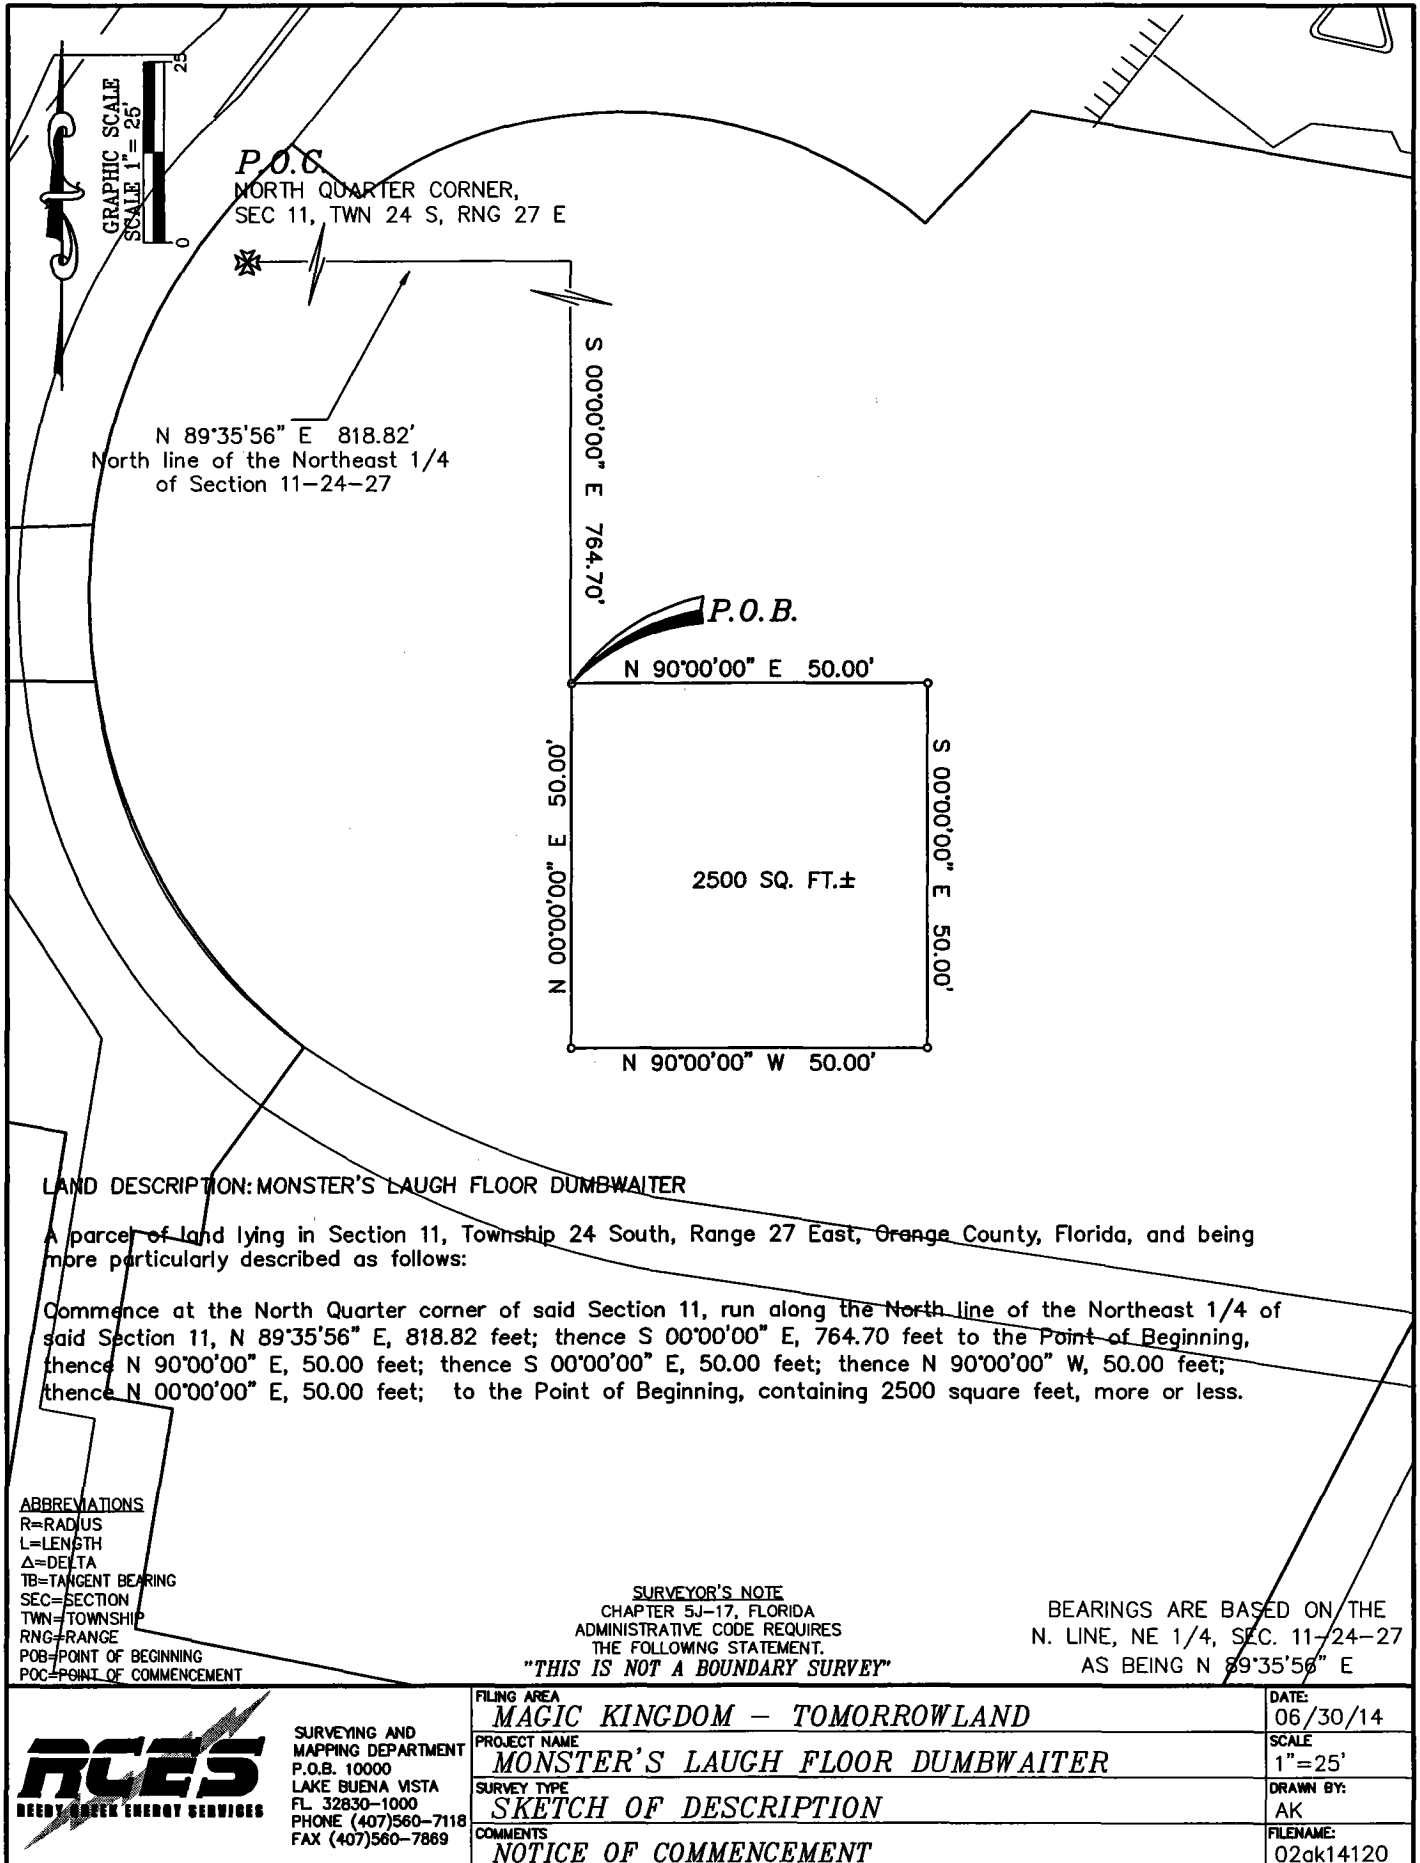 GRAPHIC SCALE
SCALE 1"= 25'
25
0
P.O.C.
NORTH QUARTER CORNER,
SEC 11, TWN 24 S, RNG 27 E
N 89°35'56" E 818.82'
North line of the Northeast 1/4
of Section 11-24-27
S 00°00'00" E 764.70'
P.O.B.
N 90°00'00" E 50.00'
N 00°00'00" E 50.00'
S 00°00'00" E 50.00'
2500 SQ. FT.±
N 90°00'00" W 50.00'
LAND DESCRIPTION: MONSTER'S LAUGH FLOOR DUMBWAITER
A parcel of land lying in Section 11, Township 24 South, Range 27 East, Orange County, Florida, and being
more particularly described as follows:
Commence at the North Quarter corner of said Section 11, run along the North line of the Northeast 1/4 of
said Section 11, N 89°35'56" E, 818.82 feet; thence S 00°00'00" E, 764.70 feet to the Point of Beginning,
thence N 90°00'00" E, 50.00 feet; thence S 00°00'00" E, 50.00 feet; thence N 90°00'00" W, 50.00 feet;
thence N 00°00'00" E, 50.00 feet; to the Point of Beginning, containing 2500 square feet, more or less.
ABBREVIATIONS
R=RADIUS
L=LENGTH
Δ=DELTA
TB=TANGENT BEARING
SEC=SECTION
TWN=TOWNSHIP
RNG=RANGE
POB=POINT OF BEGINNING
POC=POINT OF COMMENCEMENT
SURVEYOR'S NOTE
CHAPTER 5J-17, FLORIDA
ADMINISTRATIVE CODE REQUIRES
THE FOLLOWING STATEMENT.
"THIS IS NOT A BOUNDARY SURVEY"
BEARINGS ARE BASED ON THE
N. LINE, NE 1/4, SEC. 11-24-27
AS BEING N 89°35'56" E
RCES
REEDY CREEK ENERGY SERVICES
SURVEYING AND
MAPPING DEPARTMENT
P.O.B. 10000
LAKE BUENA VISTA
FL 32830-1000
PHONE (407)560-7118
FAX (407)560-7869
FILING AREA
MAGIC KINGDOM - TOMORROWLAND
PROJECT NAME
MONSTER'S LAUGH FLOOR DUMBWAITER
SURVEY TYPE
SKETCH OF DESCRIPTION
COMMENTS
NOTICE OF COMMENCEMENT
DATE:
06/30/14
SCALE
1"=25'
DRAWN BY:
AK
FILENAME:
02ak14120